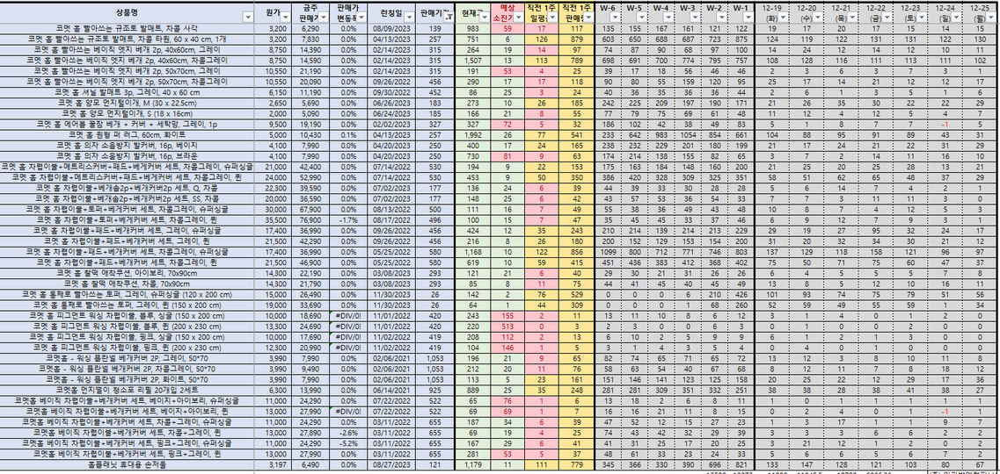 상품명 원가 금주 판매가 판매가 변동폭 런칭일 판매기 현재고 예상 소진기 직전 1주 일평 직전 1주 판매량 W-6 W-5 W-4 W-3 W-2 W-1 12-19 (화) 12-20 (수) 12-21 (목) 12-22 (금) 12-23 (토) 12-24 (일) 12-25 (월)
코멧 홈 빨아쓰는 규조토 발매트, 차콜 사각 3,200 6,290 0.0% 08/09/2023 139 983 59 17 117 135 155 167 163 121 122 19 17 21 17 15 14 15
코멧 홈 빨아쓰는 규조토 발매트, 차콜 타원, 60 x 40 cm, 1개 3,200 7,830 0.0% 04/13/2023 257 751 6 126 879 603 650 688 687 723 875 124 119 122 131 131 122 130
코멧 홈 빨아쓰는 베이직 엣지 베개 2p, 40x60cm, 그레이 8,750 14,390 0.0% 02/14/2023 315 264 19 14 97 74 87 90 68 97 100 14 24 12 14 12 10 11
코멧 홈 빨아쓰는 베이직 엣지 베개 2p, 40x60cm, 차콜그레이 8,750 14,590 0.0% 02/14/2023 315 1,507 13 113 789 698 691 700 774 795 757 108 128 116 111 113 111 102
코멧 홈 빨아쓰는 베이직 엣지 베개 2p, 50x70cm, 그레이 10,550 21,190 0.0% 02/14/2023 315 193 53 4 25 39 17 18 56 46 46 2 3 6 3 7 3 1
코멧 홈 빨아쓰는 베이직 엣지 베개 2p, 50x70cm, 차콜그레이 10,550 20,090 0.0% 09/26/2022 456 290 17 17 118 90 80 55 159 120 95 17 24 15 21 12 12 17
코멧 홈 셔닐 발매트 3p, 그레이, 40 x 60 cm 6,150 11,190 0.0% 09/30/2022 452 86 25 3 24 40 36 35 36 36 44 2 6 1 3 5 1 6
코멧 홈 양모 먼지털이개, M (30 x 22.5cm) 2,650 5,690 0.0% 06/26/2023 183 273 10 26 185 242 225 209 197 190 171 21 26 35 30 22 22 29
코멧 홈 양모 먼지털이개, S (18 x 16cm) 2,000 5,090 0.0% 06/24/2023 185 166 21 8 55 77 79 75 69 61 48 11 12 4 12 5 4 7
코멧 홈 에어룸 꿀잠 베개 + 커버 + 세탁망, 그레이, 1p 9,500 19,190 0.0% 02/02/2023 327 327 72 5 32 186 102 42 38 49 83 5 1 8 7 7 -1 5
코멧 홈 원형 퍼 러그, 60cm, 화이트 5,000 10,430 0.1% 04/13/2023 257 1,992 26 77 541 233 642 983 1054 854 661 104 88 95 91 89 43 31
코멧 홈 의자 소음방지 발커버, 16p, 베이지 4,100 7,990 0.0% 04/20/2023 250 400 17 24 165 238 232 229 201 180 199 21 17 24 21 22 31 29
코멧 홈 의자 소음방지 발커버, 16p, 브라운 4,100 7,990 0.0% 04/20/2023 250 730 81 9 63 174 214 138 155 82 65 3 7 2 14 11 16 10
코멧 홈 차렵이불+메트리스커버+패드+베게커버 세트, 차콜그레이, 슈퍼싱글 21,000 42,400 0.0% 07/14/2022 530 194 9 22 153 175 163 184 148 160 200 21 25 20 25 28 13 21
코멧 홈 차렵이불+메트리스커버+패드+베게커버 세트, 차콜그레이, 퀸 24,000 52,990 0.0% 07/14/2022 530 453 9 50 350 386 420 328 309 325 351 58 51 62 65 37 48 29
코멧 홈 차렵이불+베개솜2p+베개커버2p 세트, Q, 차콜 22,300 39,590 0.0% 07/02/2023 177 136 24 6 39 44 39 33 30 28 28 5 6 14 7 4 2 1
코멧 홈 차렵이불+베개솜2p+베개커버2p 세트, SS, 차콜 20,000 36,590 0.0% 07/02/2023 177 148 25 6 42 43 57 53 36 54 33 7 7 3 11 11 3 0
코멧 홈 차렵이불+토퍼+베게커버 세트, 차콜그레이, 슈퍼싱글 30,000 67,900 0.0% 08/13/2022 500 111 16 7 49 55 38 36 49 43 48 10 8 7 4 12 5 3
코멧 홈 차렵이불+토퍼+베게커버 세트, 차콜그레이, 퀸 35,500 76,900 -1.7% 08/17/2022 496 100 15 7 47 35 45 33 37 46 6 12 7 9 3 1
코멧 홈 차렵이불+패드+베개커버 세트, 그레이, 슈퍼싱글 17,400 36,990 0.0% 09/26/2022 456 424 12 35 243 210 214 139 214 213 229 29 19 27 95 32 24 17
코멧 홈 차렵이불+패드+베개커버 세트, 그레이, 퀸 21,500 42,290 0.0% 09/26/2022 456 216 8 26 180 200 152 129 153 154 200 31 20 32 34 30 21 12
코멧 홈 차렵이불+패드+베개커버 세트, 차콜그레이, 슈퍼싱글 17,400 36,990 0.0% 05/25/2022 580 1,168 10 122 856 1099 800 712 771 746 803 137 129 118 158 121 96 97
코멧 홈 차렵이불+패드+베개커버 세트, 차콜그레이, 퀸 21,500 46,900 0.0% 05/25/2022 580 619 10 59 415 451 436 383 412 368 402 75 50 71 75 60 47 37
코멧 홈 찰떡 애착쿠션, 아이보리, 70x90cm 14,300 22,190 0.0% 03/08/2023 293 121 21 6 40 29 30 21 31 26 26 6 4 5 5 5 7 8
코멧 홈 찰떡 애착쿠션, 차콜, 70x90cm 14,300 21,790 0.0% 03/08/2023 293 85 8 11 75 44 41 45 40 45 49 13 8 5 12 10 16 11
코멧 홈 통째로 빨아쓰는 토퍼, 그레이, 슈퍼싱글 (120 x 200 cm) 15,000 26,490 0.0% 11/30/2023 26 142 2 76 529 0 0 0 6 210 426 101 93 74 75 79 51 56
코멧 홈 통째로 빨아쓰는 토퍼, 그레이, 퀸 (150 x 200 cm) 19,000 33,690 0.0% 11/30/2023 26 64 1 44 309 0 0 0 1 68 260 52 59 49 55 59 1 34
코멧 홈 피그먼트 워싱 차렵이불, 블루, 싱글 (150 x 200 cm) 10,000 18,690 #DIV/0! 11/01/2022 420 243 155 2 11 13 11 10 8 6 12 3 1 4 0 1 2 0
코멧 홈 피그먼트 워싱 차렵이불, 블루, 퀸 (200 x 230 cm) 13,300 24,690 #DIV/0! 11/01/2022 420 220 513 0 3 2 3 0 5 3 2 0 0 0 3 0 0 0
코멧 홈 피그먼트 워싱 차렵이불, 핑크, 싱글 (150 x 200 cm) 10,000 17,690 #DIV/0! 11/02/2022 419 208 112 2 13 6 10 2 5 9 9 6 1 2 1 3 0 0
코멧 홈 피그먼트 워싱 차렵이불, 핑크, 퀸 (200 x 230 cm) 12,300 20,990 #DIV/0! 11/02/2022 419 104 146 1 5 3 1 4 3 4 5 0 4 0 0 1 0 0
코멧홈 - 워싱 플란넬 베개커버 2P, 그레이, 50*70 3,990 7,990 0.0% 02/06/2021 1,053 196 21 9 65 82 74 65 71 65 72 13 12 3 8 10 11 8
코멧홈 - 워싱 플란넬 베개커버 2P, 차콜그레이, 50*70 3,990 9,490 0.0% 02/06/2021 1,053 212 20 11 76 58 63 54 40 67 68 8 12 11 7 8 18 12
코멧홈 - 워싱 플란넬 베개커버 2P, 화이트, 50*70 3,990 7,990 0.0% 02/06/2021 1,053 113 5 23 161 151 146 141 123 125 158 20 25 22 12 29 17 36
코멧홈 먼지떨이 청소포 리필 20개입 2세트 6,300 13,990 0.0% 06/14/2021 925 889 25 35 248 281 281 309 351 332 251 38 38 28 38 41 38 27
코멧홈 베이직 차렵이불+베게커버 세트, 베이지+아이보리, 슈퍼싱글 11,000 24,290 0.0% 07/22/2022 522 65 76 1 6 13 18 2 6 8 11 1 0 1 1 1 1 1
코멧홈 베이직 차렵이불+베게커버 세트, 베이지+아이보리, 퀸 13,000 27,990 #DIV/0! 07/22/2022 522 69 69 1 7 16 16 21 11 8 15 0 2 4 0 1 -1 1
코멧홈 베이직 차렵이불+베게커버 세트, 차콜+그레이, 슈퍼싱글 11,000 24,290 0.0% 03/11/2022 655 187 34 6 39 47 52 12 15 27 23 1 3 17 1 1 9 7
코멧홈 베이직 차렵이불+베게커버 세트, 차콜+그레이, 퀸 13,000 27,890 -2.6% 03/11/2022 655 69 19 4 25 74 43 42 32 29 39 3 3 3 6 6 2 2
코멧홈 베이직 차렵이불+베게커버 세트, 핑크+그레이, 슈퍼싱글 11,000 24,290 -5.2% 03/11/2022 655 167 29 6 41 41 31 25 17 20 25 3 21 12 1 2 0 2
코멧홈 베이직 차렵이불+베게커버 세트, 핑크+그레이, 퀸 13,000 27,990 0.0% 03/11/2022 655 281 53 5 37 48 61 33 23 24 33 5 6 6 5 6 7 2
홈플래닛 휴대용 손저울 3,197 6,490 0.0% 08/27/2023 121 1,179 11 111 779 345 366 330 390 696 821 133 147 128 121 103 80 67